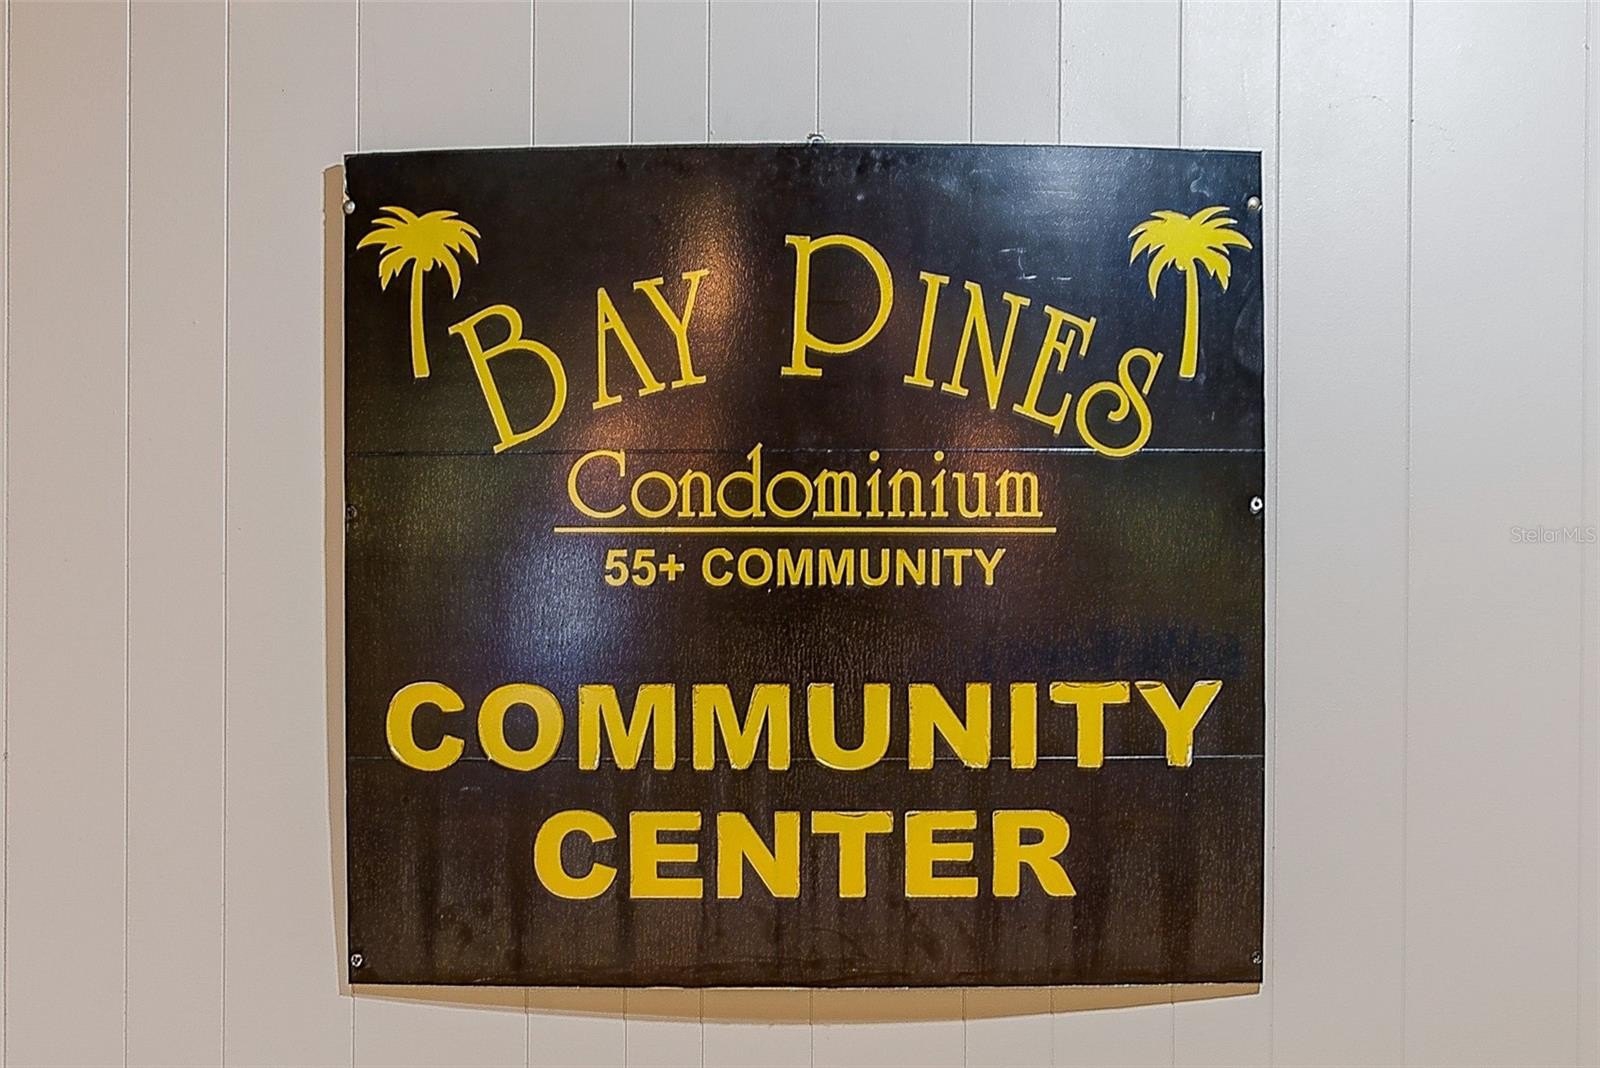 BAY PINES
Condominium
55+ COMMUNITY
COMMUNITY
CENTER
StellarMLS